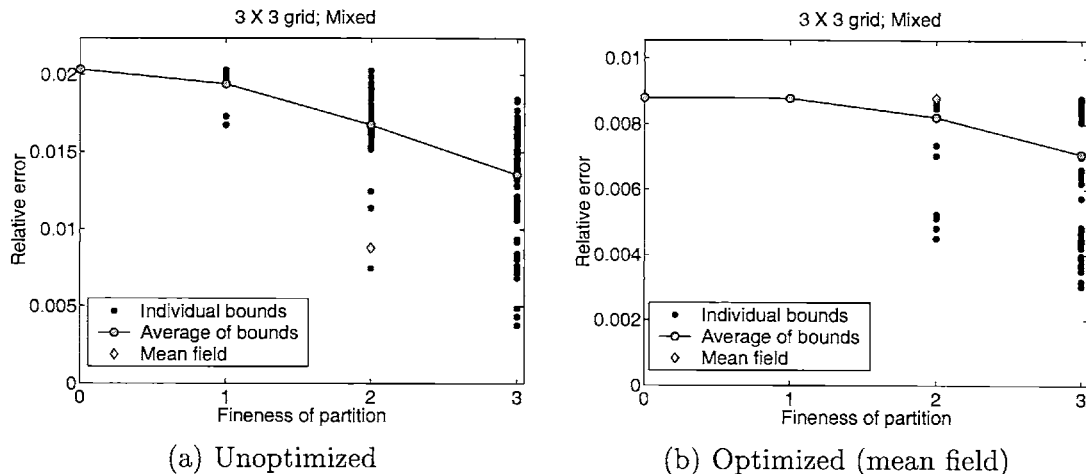 3 X 3 grid; Mixed
0.02
0.015
0.01
0.005
0
Relative error
Individual bounds
Average of bounds
Mean field
0 1 2 3
Fineness of partition
(a) Unoptimized
3 X 3 grid; Mixed
0.01
0.008
0.006
0.004
0.002
0
Relative error
Individual bounds
Average of bounds
Mean field
0 1 2 3
Fineness of partition
(b) Optimized (mean field)